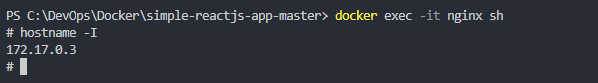 PS C:\DevOps\Docker\simple-reactjs-app-master> docker exec -it nginx sh
# hostname -I
172.17.0.3
#